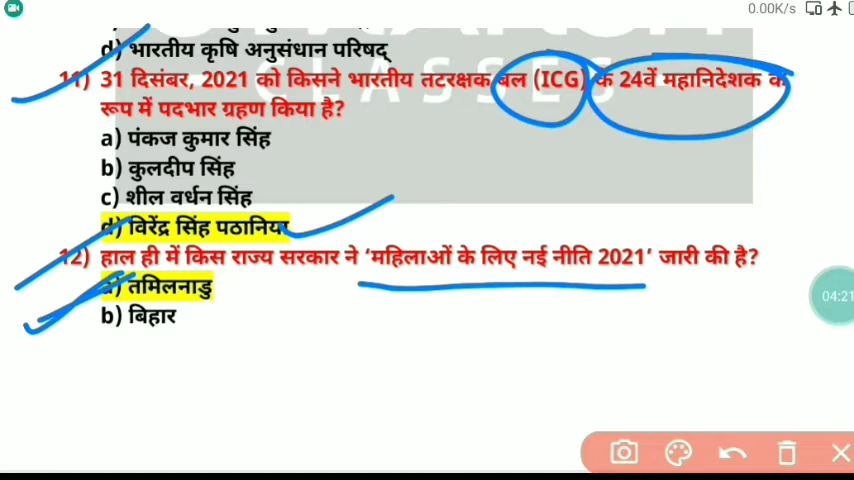 0.00K/s
d) भारतीय कृषि अनुसंधान परिषद्
11) 31 दिसंबर, 2021 को किसने भारतीय तटरक्षक बल (ICG) के 24वें महानिदेशक के
रूप में पदभार ग्रहण किया है?
a) पंकज कुमार सिंह
b) कुलदीप सिंह
c) शील वर्धन सिंह
d) विरेंद्र सिंह पठानिया
12) हाल ही में किस राज्य सरकार ने ‘महिलाओं के लिए नई नीति 2021’ जारी की है?
a) तमिलनाडु
b) बिहार
CLASSES
04:21